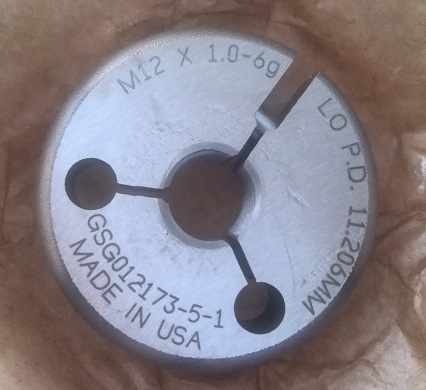 M12 X 1.0-6g
LO P.D. 11.206MM
GSG012173-5-1
MADE IN USA